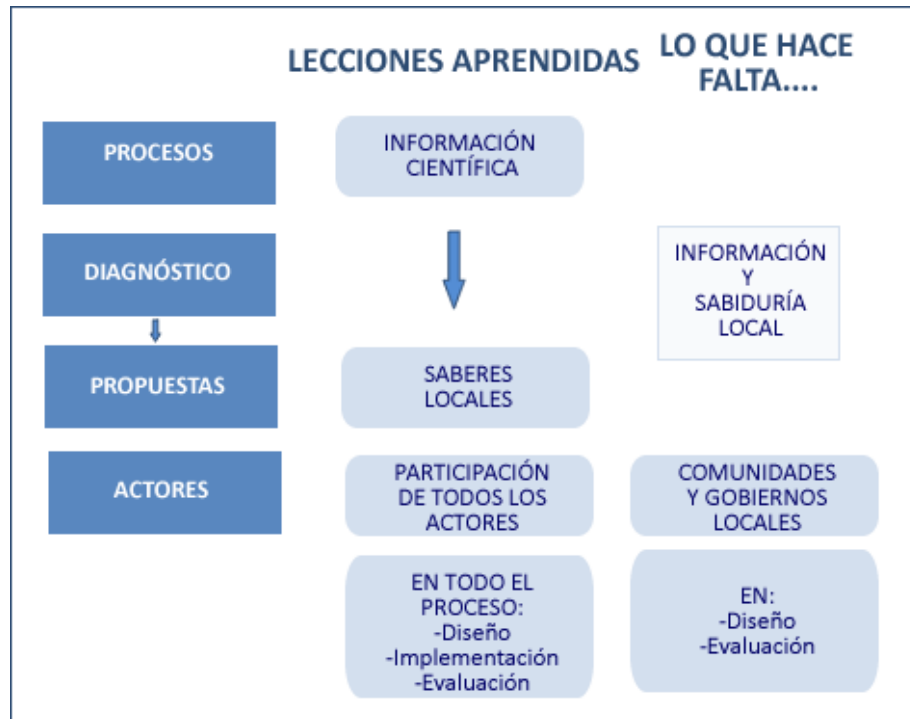 LECCIONES APRENDIDAS
LO QUE HACE
FALTA....
PROCESOS
INFORMACIÓN
CIENTÍFICA
DIAGNÓSTICO
INFORMACIÓN
Y
SABIDURÍA
LOCAL
PROPUESTAS
SABERES
LOCALES
ACTORES
PARTICIPACIÓN
DE TODOS LOS
ACTORES
COMUNIDADES
Y GOBIERNOS
LOCALES
EN TODO EL
PROCESO:
-Diseño
-Implementación
-Evaluación
EN:
-Diseño
-Evaluación